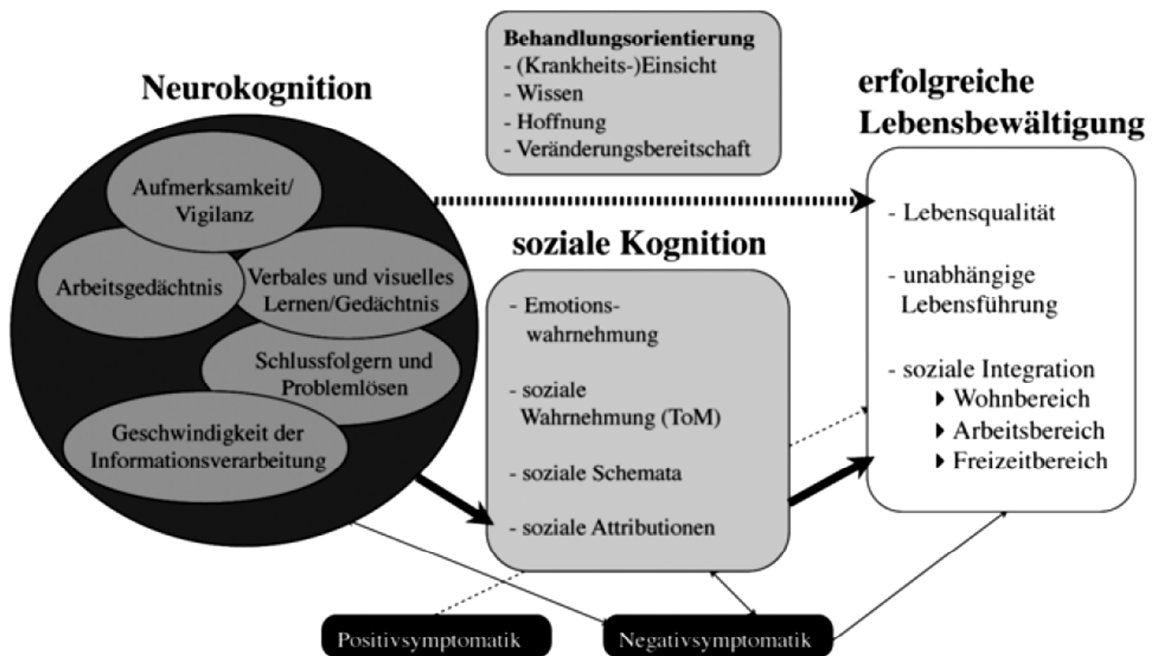 Neurokognition
Aufmerksamkeit/
Vigilanz
Arbeitsgedächtnis
Verbales und visuelles
Lernen/Gedächtnis
Schlussfolgern und
Problemlösen
Geschwindigkeit der
Informationsverarbeitung
Behandlungsorientierung
- (Krankheits-)Einsicht
- Wissen
- Hoffnung
- Veränderungsbereitschaft
soziale Kognition
- Emotions-
wahrnehmung
- soziale
Wahrnehmung (ToM)
- soziale Schemata
- soziale Attributionen
erfolgreiche
Lebensbewältigung
- Lebensqualität
- unabhängige
Lebensführung
- soziale Integration
Wohnbereich
Arbeitsbereich
Freizeitbereich
Positivsymptomatik
Negativsymptomatik